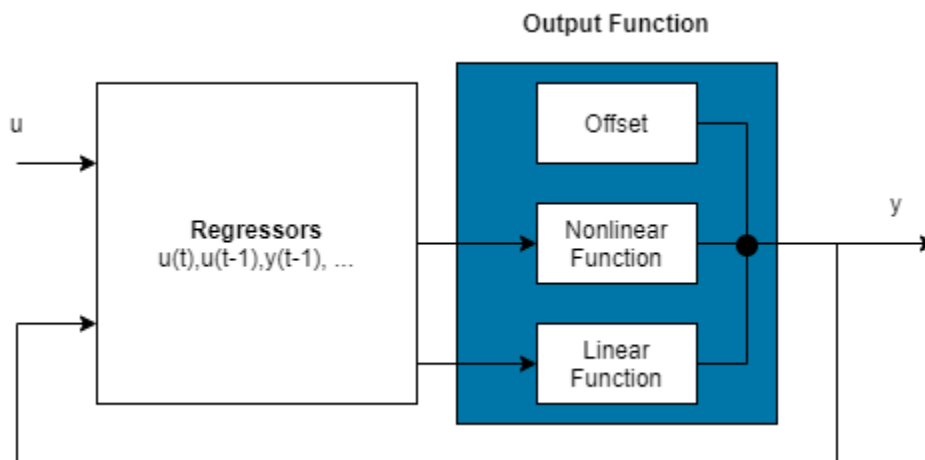 Output Function
u
Offset
Regressors
u(t),u(t-1),y(t-1), ...
Nonlinear
Function
y
Linear
Function